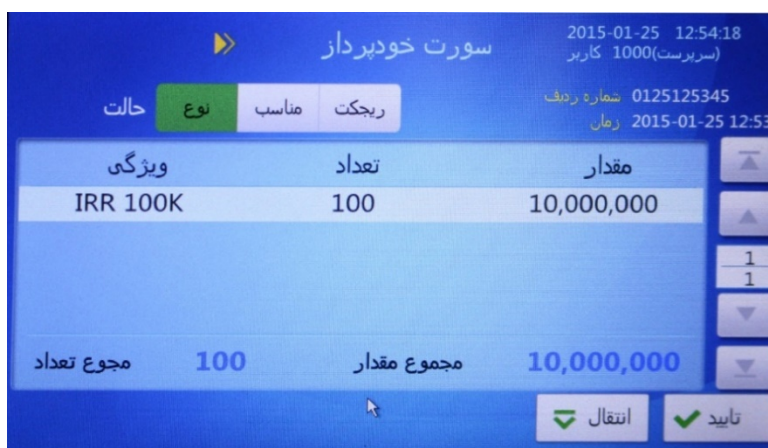 سورت خودپرداز
2015-01-25 12:54:18
(سرپرست)1000 کاربر
حالت نوع مناسب ریجکت
0125125345 شماره ردیف
2015-01-25 12:53 زمان
ویژگی تعداد مقدار
IRR 100K 100 10,000,000
1
1
مجوع تعداد 100 مجموع مقدار 10,000,000
انتقال تایید